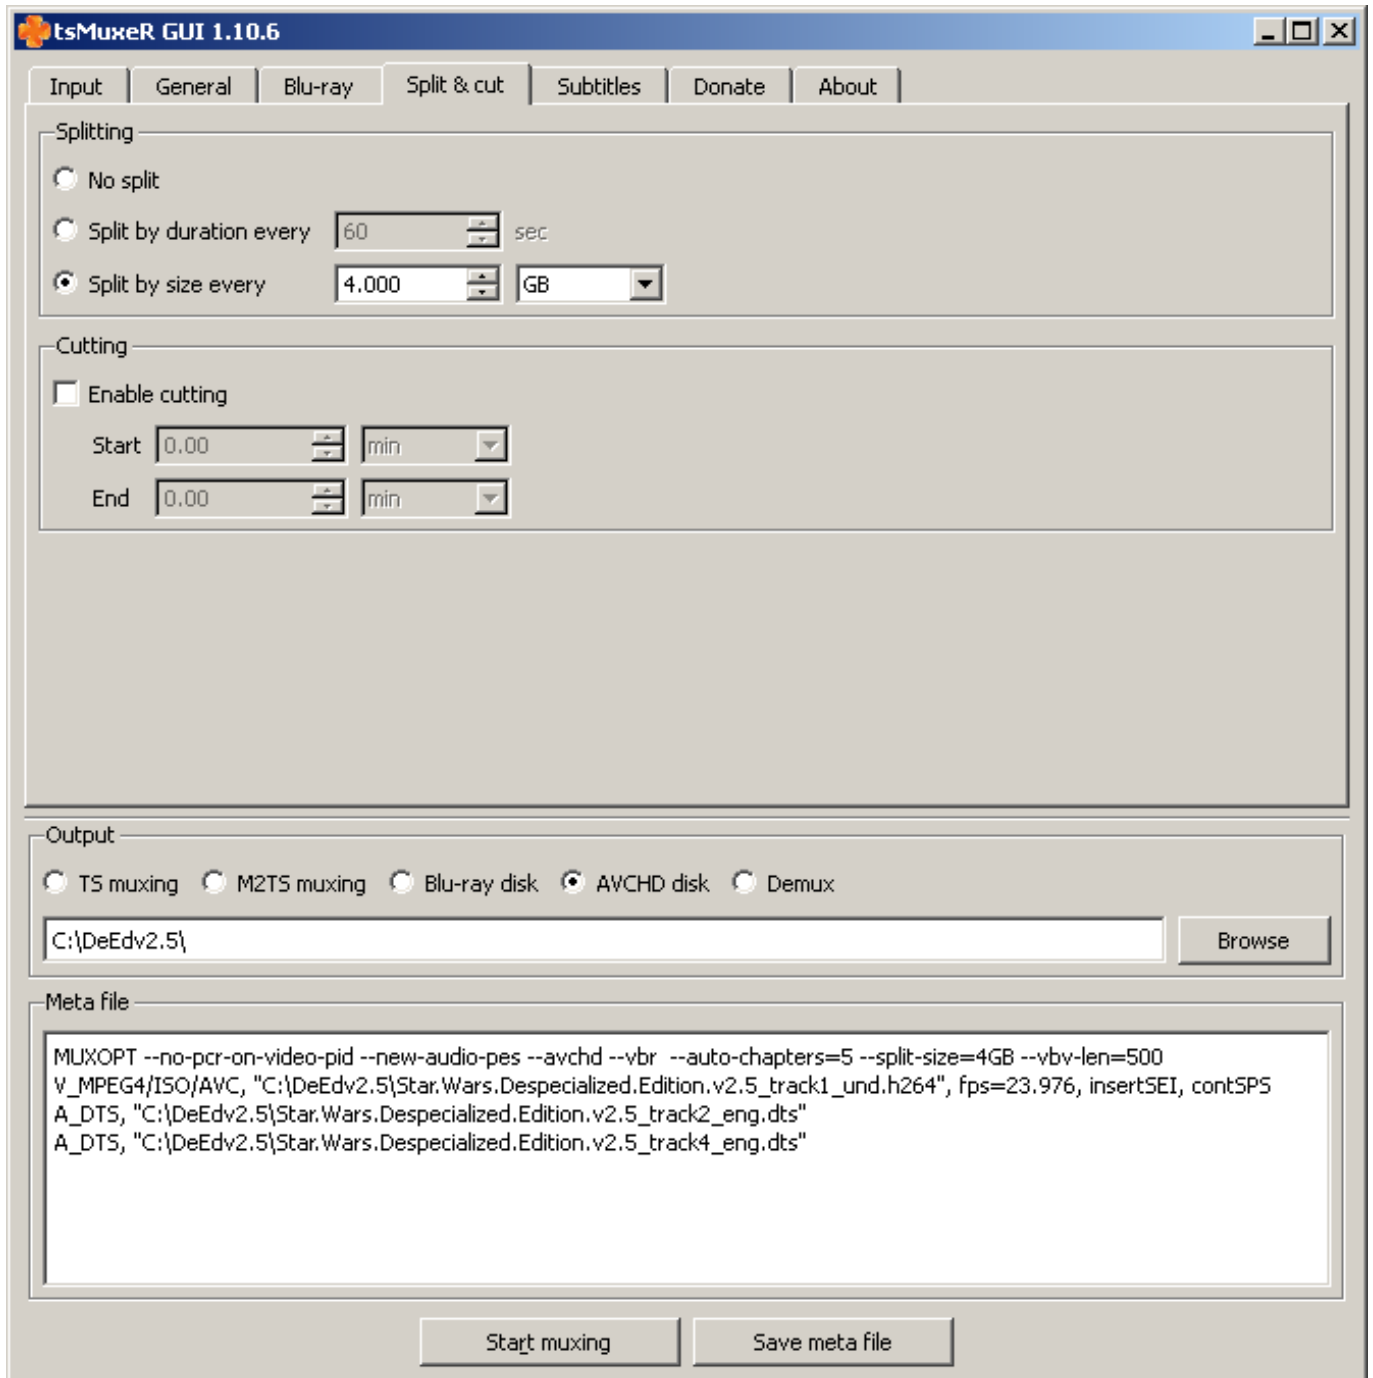 tsMuxeR GUI 1.10.6
Input General Blu-ray Split & cut Subtitles Donate About
Splitting
No split
Split by duration every 60 sec
Split by size every 4.000 GB
Cutting
Enable cutting
Start 0.00 min
End 0.00 min
Output
TS muxing M2TS muxing Blu-ray disk AVCHD disk Demux
C:\DeEdv2.5\ Browse
Meta file
MUXOPT --no-pcr-on-video-pid --new-audio-pes --avchd --vbr  --auto-chapters=5 --split-size=4GB --vbv-len=500
V_MPEG4/ISO/AVC, "C:\DeEdv2.5\Star.Wars.Despecialized.Edition.v2.5_track1_und.h264", fps=23.976, insertSEI, contSPS
A_DTS, "C:\DeEdv2.5\Star.Wars.Despecialized.Edition.v2.5_track2_eng.dts"
A_DTS, "C:\DeEdv2.5\Star.Wars.Despecialized.Edition.v2.5_track4_eng.dts"
Start muxing Save meta file